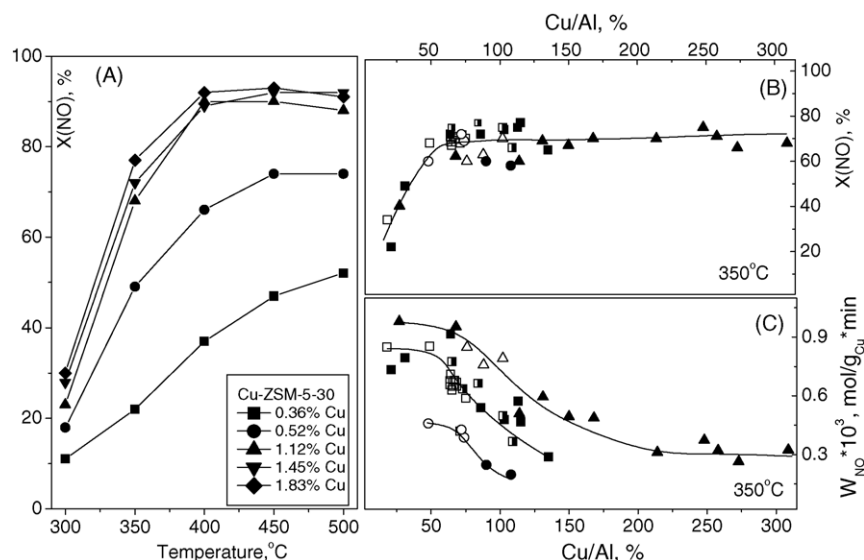 Cu/Al, %
0 50 100 150 200 250 300
100
(A)
(B)
100
80
80
60
X(NO), %
60
X(NO), %
40
40
20
350°C
Cu-ZSM-5-30
0.36% Cu
0.52% Cu
1.12% Cu
1.45% Cu
1.83% Cu
20
0
(C)
0.9
0.6
0.3
W_NO *10³, mol/g_Cu*min
350°C
300 350 400 450 500
Temperature,°C
0 50 100 150 200 250 300
Cu/Al, %